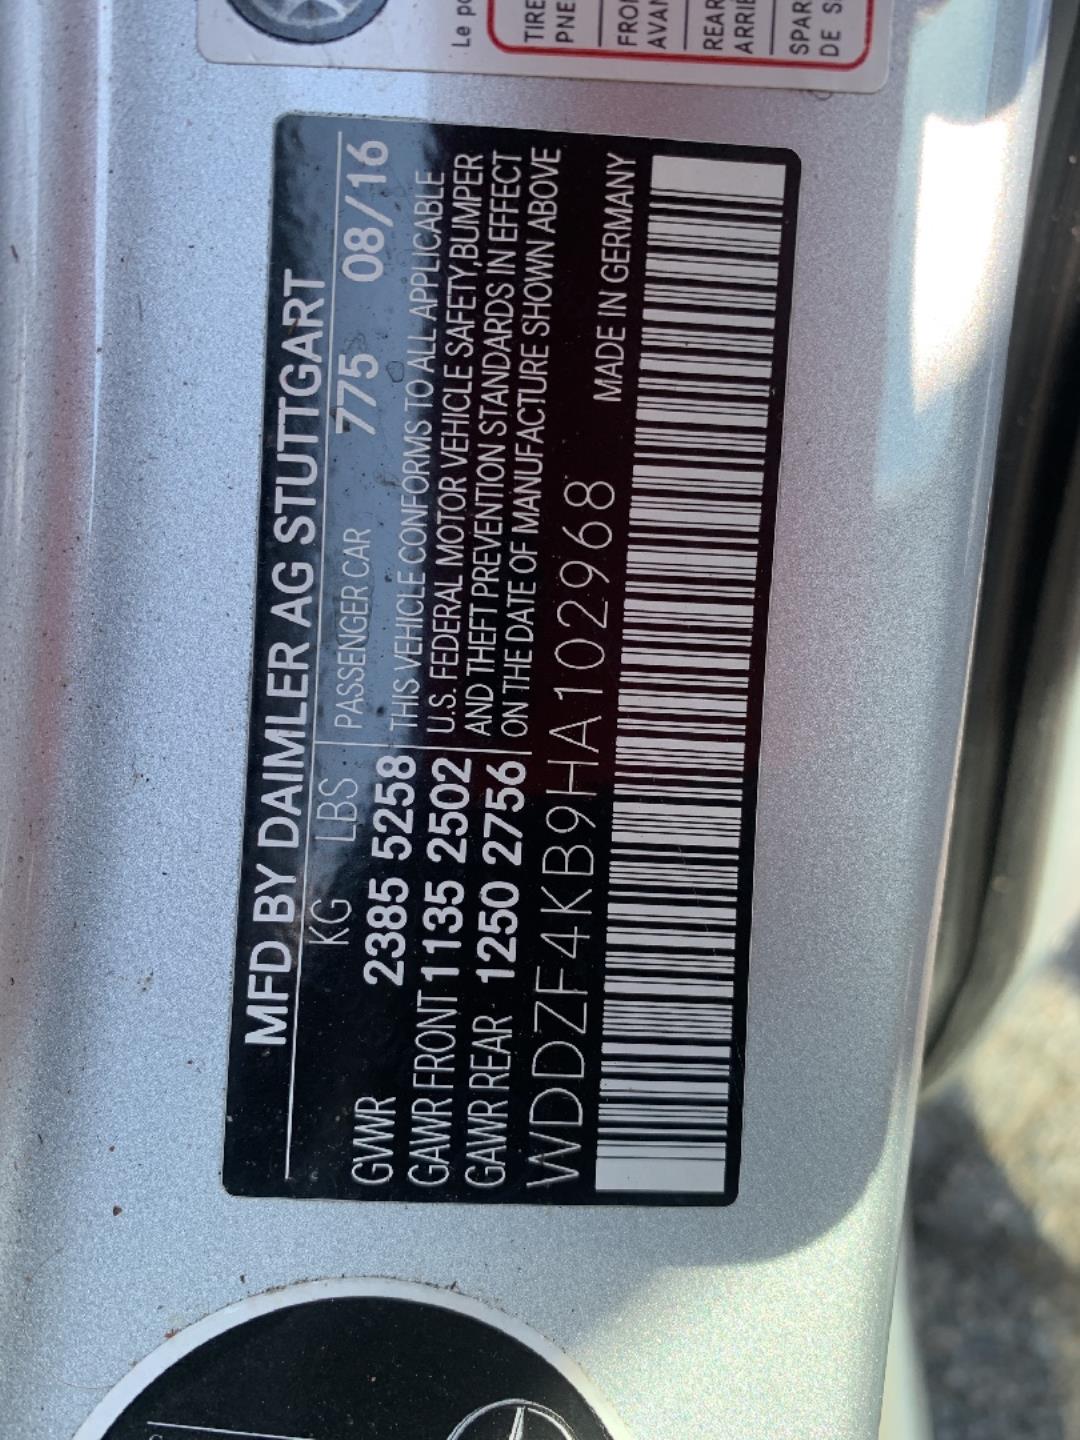 MFD BY DAIMLER AG STUTTGART
KG LBS PASSENGER CAR 775 08/16
GVWR 2385 5258 THIS VEHICLE CONFORMS TO ALL APPLICABLE
GAWR FRONT 1135 2502 U.S. FEDERAL MOTOR VEHICLE SAFETY,BUMPER
GAWR REAR 1250 2756 AND THEFT PREVENTION STANDARDS IN EFFECT
ON THE DATE OF MANUFACTURE SHOWN ABOVE
WDDZF4KB9HA102968 MADE IN GERMANY
Le
TIRE